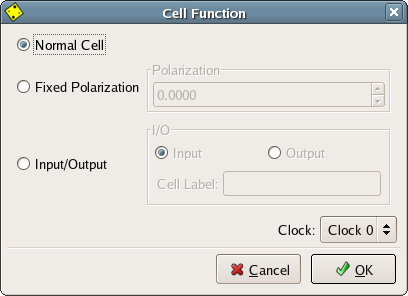 Cell Function
Normal Cell
Polarization
Fixed Polarization
0.0000
I/O
Input Output
Input/Output
Cell Label:
Clock: Clock 0
Cancel OK